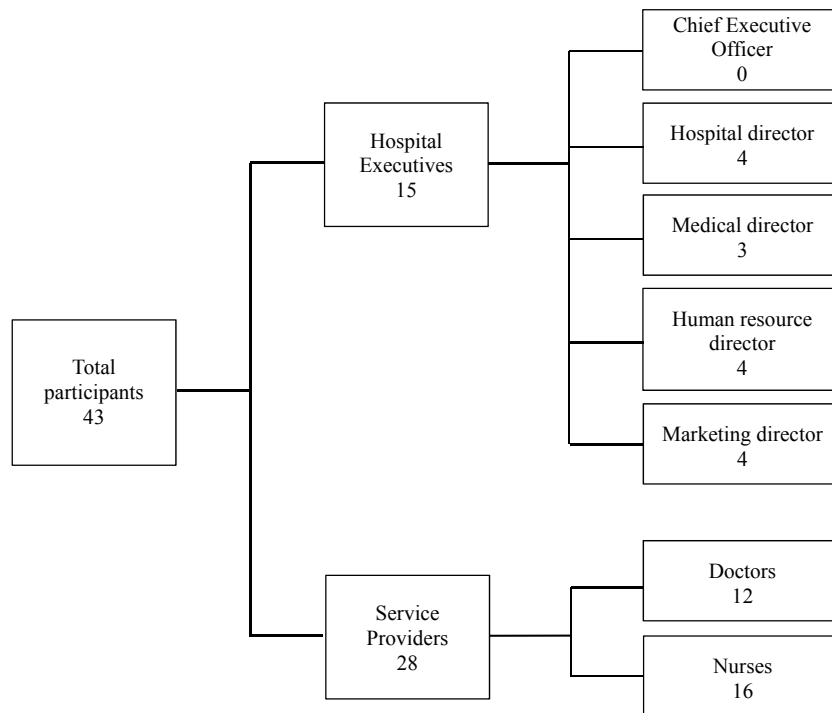 Total
participants
43
Hospital
Executives
15
Chief Executive
Officer
0
Hospital director
4
Medical director
3
Human resource
director
4
Marketing director
4
Service
Providers
28
Doctors
12
Nurses
16